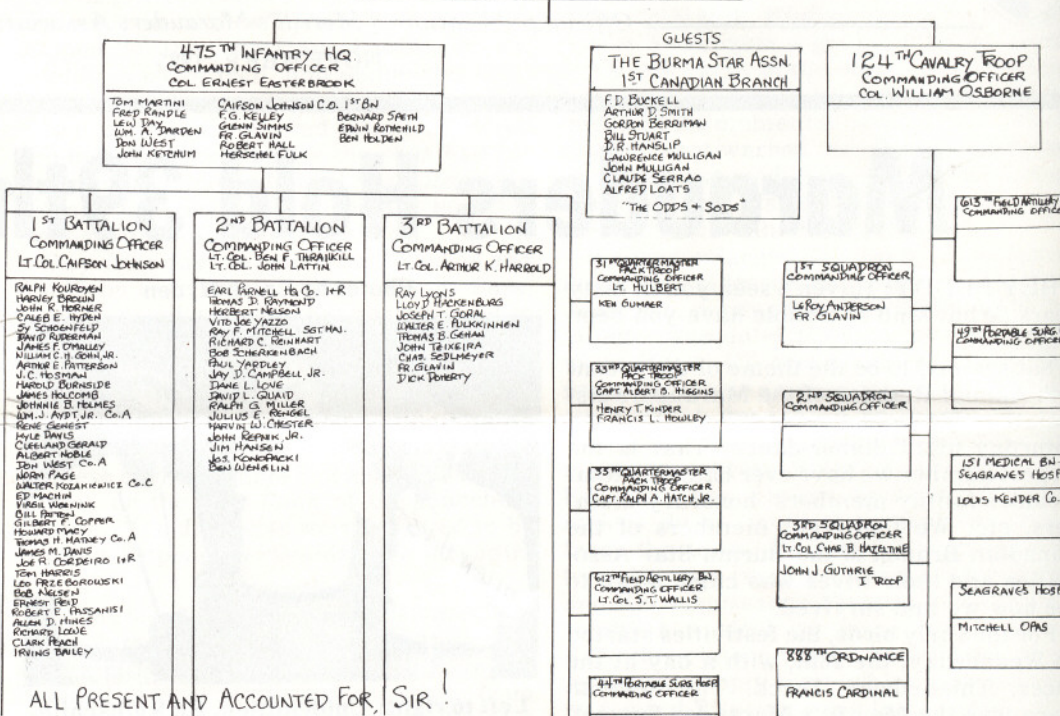 475TH INFANTRY HQ.
COMMANDING OFFICER
COL ERNEST EASTERBROOK
TOM MARTINI
FRED RANDLE
LEW DAY
WM. A. DARDEN
DON WEST
JOHN KETCHUM
CAIFSON JOHNSON C.O. 1ST BN
F.G. KELLEY
GLENN SIMMS
FR. GLAVIN
ROBERT HALL
HERSCHEL FULK
BERNARD SPETH
EDWIN ROTHCHILD
BEN HOLDEN
GUESTS
THE BURMA STAR ASSN.
1ST CANADIAN BRANCH
F.D. BUCKELL
ARTHUR D. SMITH
GORDON BERRIMAN
BILL STUART
D.R. HANSLIP
LAWRENCE MULLIGAN
JOHN MULLIGAN
CLAUDE SERRAO
ALFRED LOATS
"THE ODDS + SODS"
124TH CAVALRY TROOP
COMMANDING OFFICER
COL. WILLIAM OSBORNE
1ST BATTALION
COMMANDING OFFICER
LT. COL. CAIFSON JOHNSON
RALPH KOUROYEN
HARVEY BROWN
JOHN R. HORNER
CALEB E. HYDEN
SY SCHOENFELD
DAVID RUDERMAN
JAMES F. OMALLEY
WILLIAM C. H. GOHN, JR.
ARTHUR E. PATTERSON
J.C. HOSMAN
HAROLD BURNSIDE
JAMES HOLCOMB
JOHNNIE B. HOLMES
WM. J. ARDT, JR. CO. A
RENE GENEST
HYLE DAVIS
CLEELAND GERALD
ALBERT NOBLE
DON WEST CO. A
NORM PAGE
WALTER KOZAKIEWICZ CO. C
ED MACHIN
VIRGIL WOENINK
BILL PATTON
GILBERT F. COPPER
HOWARD MACY
THOMAS H. MATNEY CO. A
JAMES M. DAVIS
JOE R. CORDEIRO I+R
TOM HARRIS
LEO PRZEBOROWSKI
BOB NELSEN
ERNEST REID
ROBERT E. PASSANISI
ALLEN D. HINES
RICHARD LOWE
CLARK PEACH
IRVING BAILEY
2ND BATTALION
COMMANDING OFFICER
LT. COL. BEN F. THRAILKILL
LT. COL. JOHN LATTIN
EARL PARNELL HQ CO. I+R
THOMAS D. RAYMOND
HERBERT NELSON
VITO JOE YAZZO
RAY F. MITCHELL SGT MAJ.
RICHARD C. REINHART
BOB SCHERKENBACH
PAUL YARDLEY
JAY D. CAMPBELL, JR.
DANE L. LOVE
DAVID L. QUAID
RALPH G. MILLER
JULIUS E. RENGEL
MARVIN W. CHESTER
JOHN REPNIK JR.
JIM HANSEN
JOS. KONOPACKI
BEN WENGLIN
3RD BATTALION
COMMANDING OFFICER
LT. COL. ARTHUR K. HARROLD
RAY LYONS
LLOYD HACKENBURG
JOSEPH T. GORAL
WALTER E. PULKKINNEN
THOMAS B. GEHAN
JOHN TEIXEIRA
CHAS. SEDLMEYER
FR. GLAVIN
DICK DOHERTY
31ST QUARTERMASTER
PACK TROOP
COMMANDING OFFICER
LT. HULBERT
KEN GUMAER
33RD QUARTERMASTER
PACK TROOP
COMMANDING OFFICER
CAPT ALBERT B. HIGGINS
HENRY T. KINDER
FRANCIS L. HOWLEY
35TH QUARTERMASTER
PACK TROOP
COMMANDING OFFICER
CAPT. RALPH A. HATCH, JR.
612TH FIELD ARTILLERY BN.
COMMANDING OFFICER
LT. COL. S. T. WALLIS
44TH PORTABLE SURG. HOSP.
COMMANDING OFFICER
1ST SQUADRON
COMMANDING OFFICER
LEROY ANDERSON
FR. GLAVIN
2ND SQUADRON
COMMANDING OFFICER
3RD SQUADRON
COMMANDING OFFICER
LT. COL. CHAS. B. HAZELTINE
JOHN J. GUTHRIE
I TROOP
888TH ORDNANCE
FRANCIS CARDINAL
613TH FIELD ARTILLERY
COMMANDING OFFICE
49TH PORTABLE SURG
COMMANDING OFFICE
151 MEDICAL BN.
SEAGRAVE'S HOSP
LOUIS KENDER CO.
SEAGRAVES HOSP
MITCHELL OPAS
ALL PRESENT AND ACCOUNTED FOR, SIR!